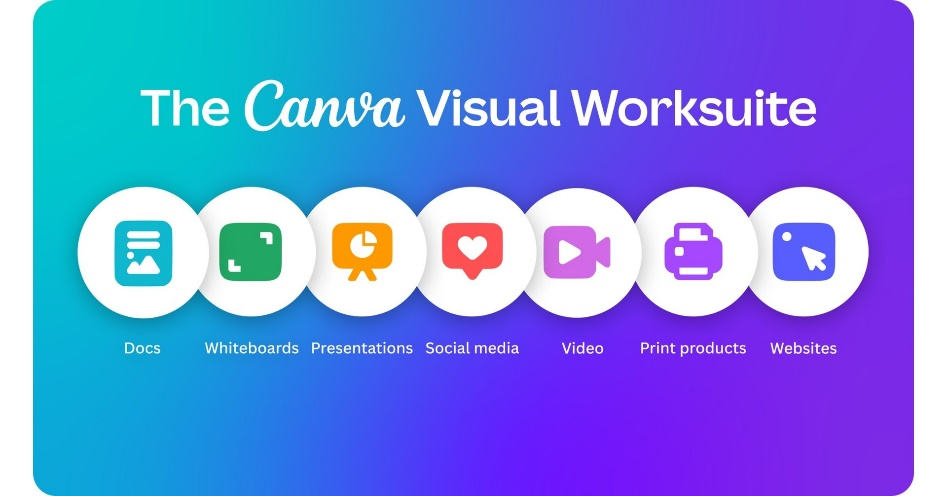 The Canva Visual Worksuite
Docs
Whiteboards
Presentations
Social media
Video
Print products
Websites